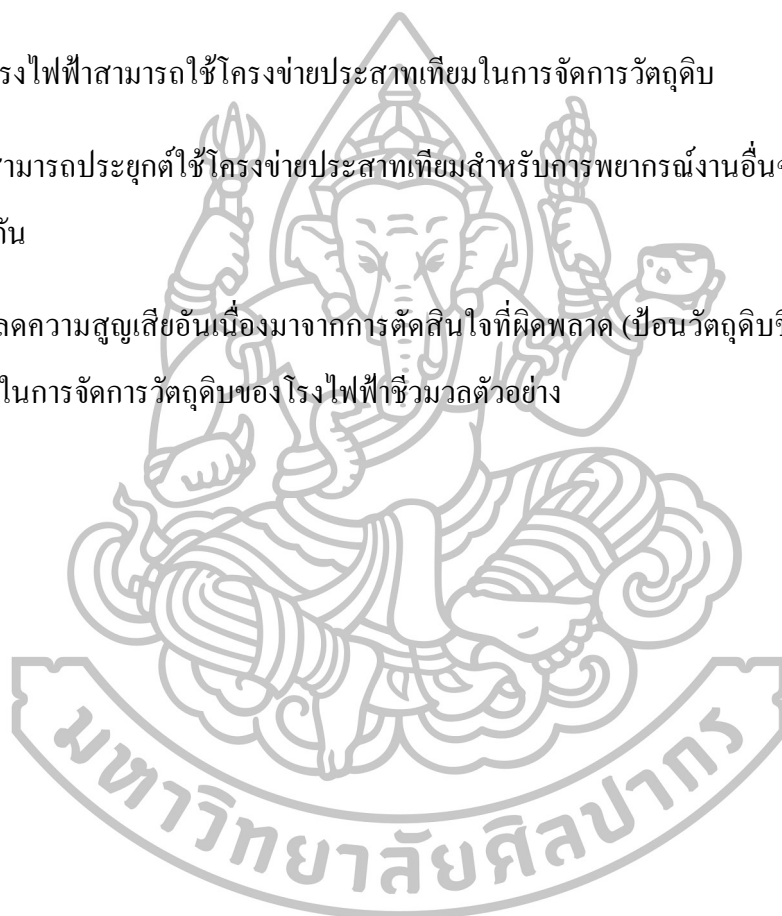 รงไฟฟ้าสามารถใช้โครงข่ายประสาทเทียมในการจัดการวัตถุดิบ
สามารถประยุกต์ใช้โครงข่ายประสาทเทียมสำหรับการพยากรณ์งานอื่น
กัน
ลดความสูญเสียอันเนื่องมาจากการตัดสินใจที่ผิดพลาด (ป้อนวัตถุดิบ
ในการจัดการวัตถุดิบของโรงไฟฟ้าชีวมวลตัวอย่าง
มหาวิทยาลัยศิลปากร